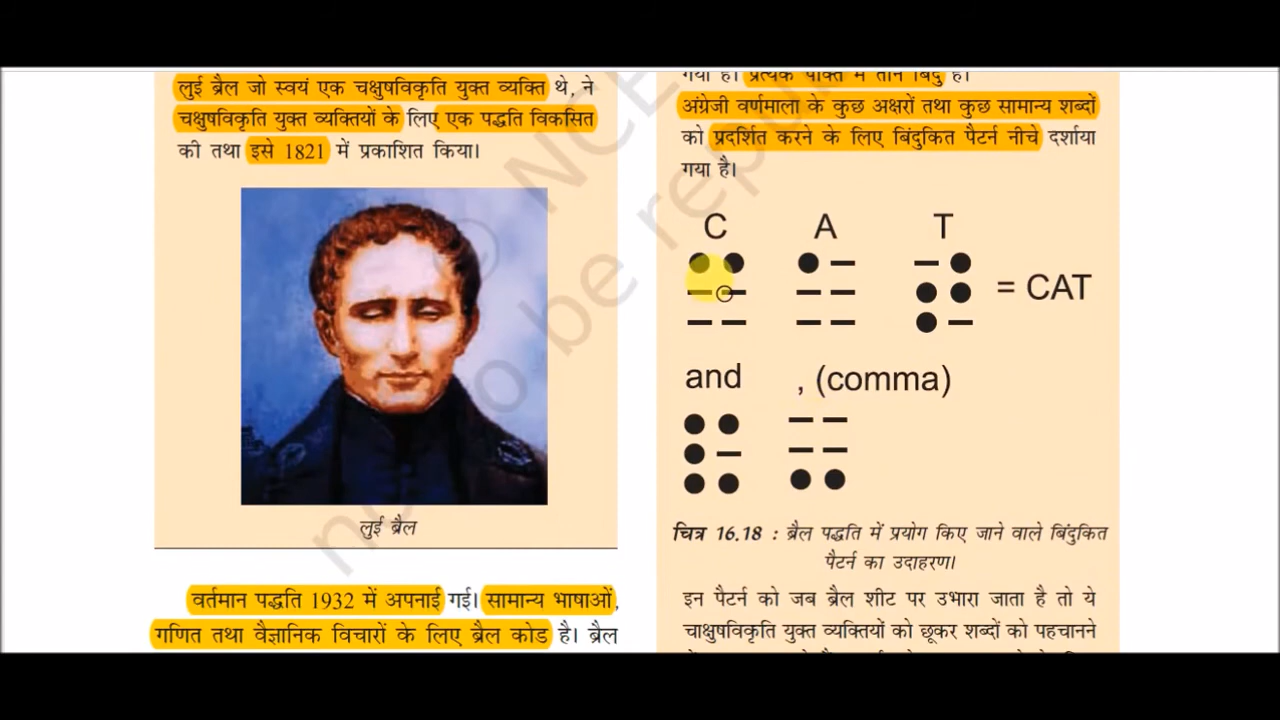 लुई ब्रैल जो स्वयं एक चक्षुषविकृति युक्त व्यक्ति थे, ने
चक्षुषविकृति युक्त व्यक्तियों के लिए एक पद्धति विकसित
की तथा इसे 1821 में प्रकाशित किया।
लुई ब्रैल
वर्तमान पद्धति 1932 में अपनाई गई। सामान्य भाषाओं,
गणित तथा वैज्ञानिक विचारों के लिए ब्रैल कोड है। ब्रैल
गया है। प्रत्येक पंक्ति में तीन बिंदु हैं।
अंग्रेजी वर्णमाला के कुछ अक्षरों तथा कुछ सामान्य शब्दों
को प्रदर्शित करने के लिए बिंदुकित पैटर्न नीचे दर्शाया
गया है।
C A T
= CAT
and , (comma)
चित्र 16.18 : ब्रैल पद्धति में प्रयोग किए जाने वाले बिंदुकित
पैटर्न का उदाहरण।
इन पैटर्न को जब ब्रैल शीट पर उभारा जाता है तो ये
चाक्षुषविकृति युक्त व्यक्तियों को छूकर शब्दों को पहचानने